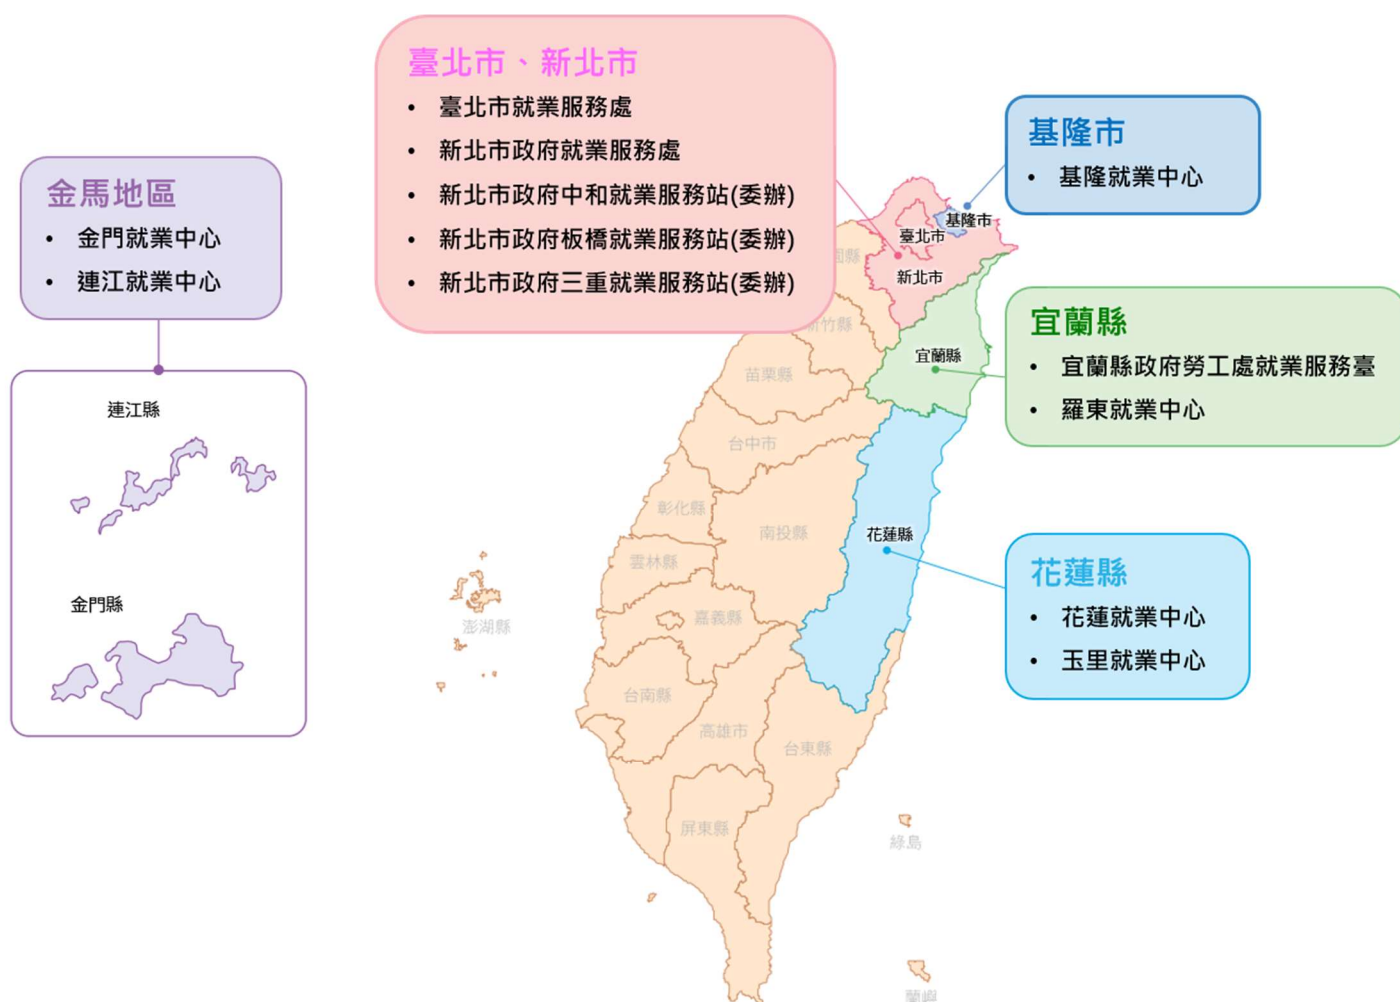 臺北市、新北市
• 臺北市就業服務處
• 新北市政府就業服務處
• 新北市政府中和就業服務站(委辦)
• 新北市政府板橋就業服務站(委辦)
• 新北市政府三重就業服務站(委辦)
基隆市
• 基隆就業中心
金馬地區
• 金門就業中心
• 連江就業中心
宜蘭縣
• 宜蘭縣政府勞工處就業服務臺
• 羅東就業中心
花蓮縣
• 花蓮就業中心
• 玉里就業中心
連江縣
金門縣
基隆市
臺北市
新北市
園縣
新竹縣
宜蘭縣
苗栗縣
台中市
彰化縣
南投縣
花蓮縣
雲林縣
嘉義縣
澎湖縣
台南縣
高雄市
台東縣
屏東縣
綠島
蘭嶼